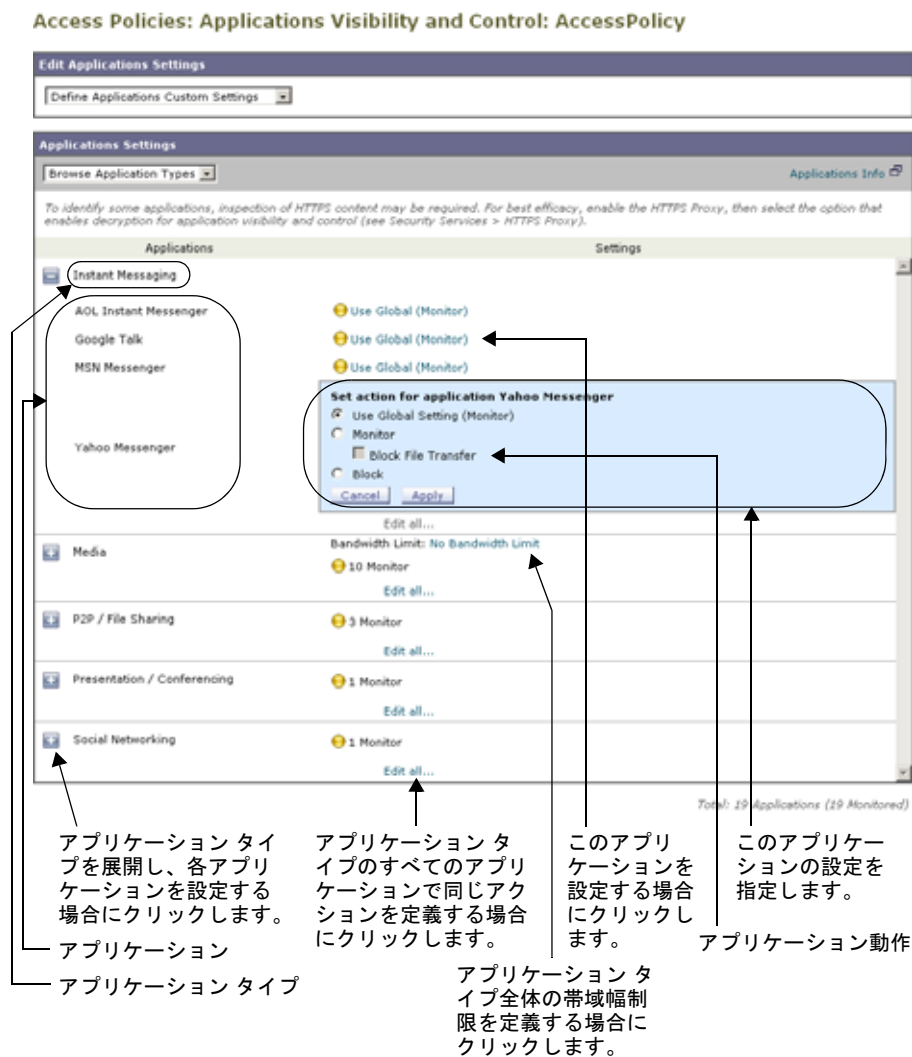 Access Policies: Applications Visibility and Control: AccessPolicy
Edit Applications Settings
Define Applications Custom Settings
Applications Settings
Browse Application Types
Applications Info
To identify some applications, inspection of HTTPS content may be required. For best efficacy, enable the HTTPS Proxy, then select the option that
enables decryption for application visibility and control (see Security Services > HTTPS Proxy).
Applications
Settings
Instant Messaging
AOL Instant Messenger
Use Global (Monitor)
Google Talk
Use Global (Monitor)
MSN Messenger
Use Global (Monitor)
Yahoo Messenger
Set action for application Yahoo Messenger
Use Global Setting (Monitor)
Monitor
Block File Transfer
Block
Cancel
Apply
Edit all...
Media
Bandwidth Limit: No Bandwidth Limit
10 Monitor
Edit all...
P2P / File Sharing
3 Monitor
Edit all...
Presentation / Conferencing
1 Monitor
Edit all...
Social Networking
1 Monitor
Edit all...
Total: 19 Applications (19 Monitored)
アプリケーション タイ
プを展開し、各アプリ
ケーションを設定する
場合にクリックします。
アプリケーション タ
イプのすべてのアプリ
ケーションで同じアク
ションを定義する場合
にクリックします。
このアプリ
ケーションを
設定する場合
にクリックし
ます。
このアプリケー
ションの設定を
指定します。
アプリケーション動作
アプリケーション
アプリケーション タイプ
アプリケーション タ
イプ全体の帯域幅制
限を定義する場合に
クリックします。